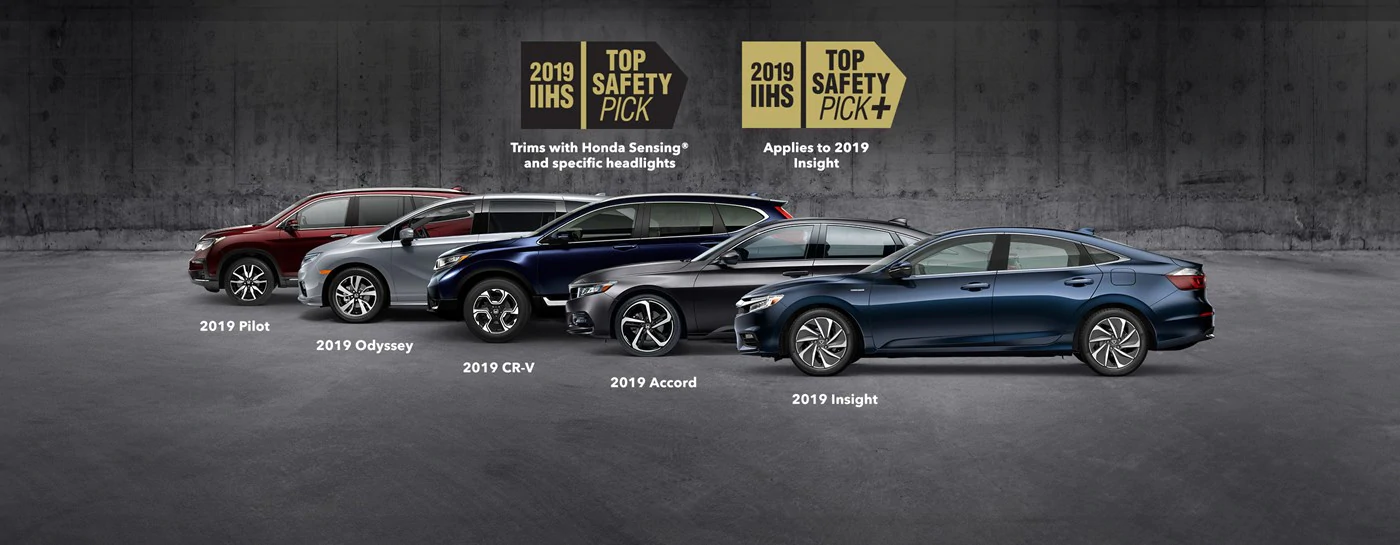 2019
IIHS
TOP
SAFETY
PICK
Trims with Honda Sensing®
and specific headlights
2019
IIHS
TOP
SAFETY
PICK+
Applies to 2019
Insight
2019 Pilot
2019 Odyssey
2019 CR-V
2019 Accord
2019 Insight